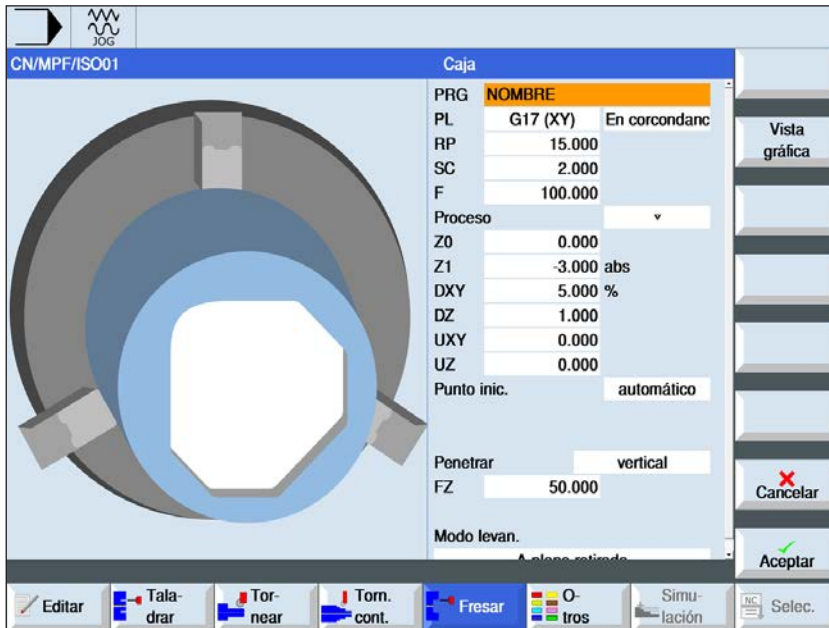 JOG
CN/MPF/ISO01
Caja
PRG NOMBRE
PL G17 (XY) En corcondanc
RP 15.000
SC 2.000
F 100.000
Proceso
Z0 0.000
Z1 -3.000 abs
DXY 5.000 %
DZ 1.000
UXY 0.000
UZ 0.000
Punto inic. automático
Penetrar vertical
FZ 50.000
Modo levan.
A plano retirada
Vista
gráfica
Cancelar
Aceptar
Editar
Tala-
drar
Tor-
near
Torn.
cont.
Fresar
O-
tros
Simu-
lación
NC
Selec.